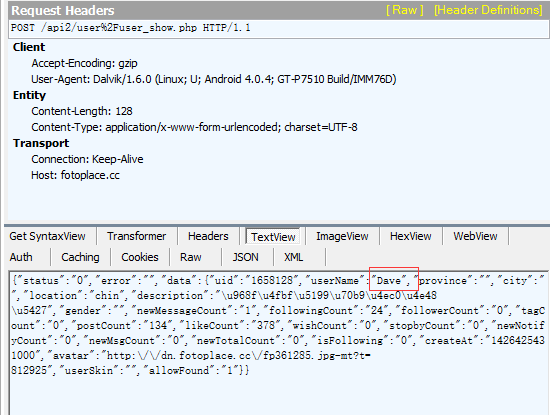 Request Headers [ Raw ] [Header Definitions]
POST /api2/user%2Fuser_show.php HTTP/1.1
Client
Accept-Encoding: gzip
User-Agent: Dalvik/1.6.0 (Linux; U; Android 4.0.4; GT-P7510 Build/IMM76D)
Entity
Content-Length: 128
Content-Type: application/x-www-form-urlencoded; charset=UTF-8
Transport
Connection: Keep-Alive
Host: fotoplace.cc
Get SyntaxView Transformer Headers TextView ImageView HexView WebView
Auth Caching Cookies Raw JSON XML
{"status":"0","error":"","data":{"uid":"1658128","userName":"Dave","province":"","city":"
","location":"chin","description":"\u968f\u4fbf\u5199\u70b9\u4ec0\u4e48
\u5427","gender":"","newMessageCount":"1","followingCount":"24","followerCount":"0","tagC
ount":"0","postCount":"134","likeCount":"378","wishCount":"0","stopbyCount":"0","newNotif
yCount":"0","newMsgCount":"0","newTotalCount":"0","isFollowing":"0","createAt":"142642543
1000","avatar":"http:\/\/dn.fotoplace.cc\/fp361285.jpg-mt?t=
812925","userSkin":"","allowFound":"1"}}